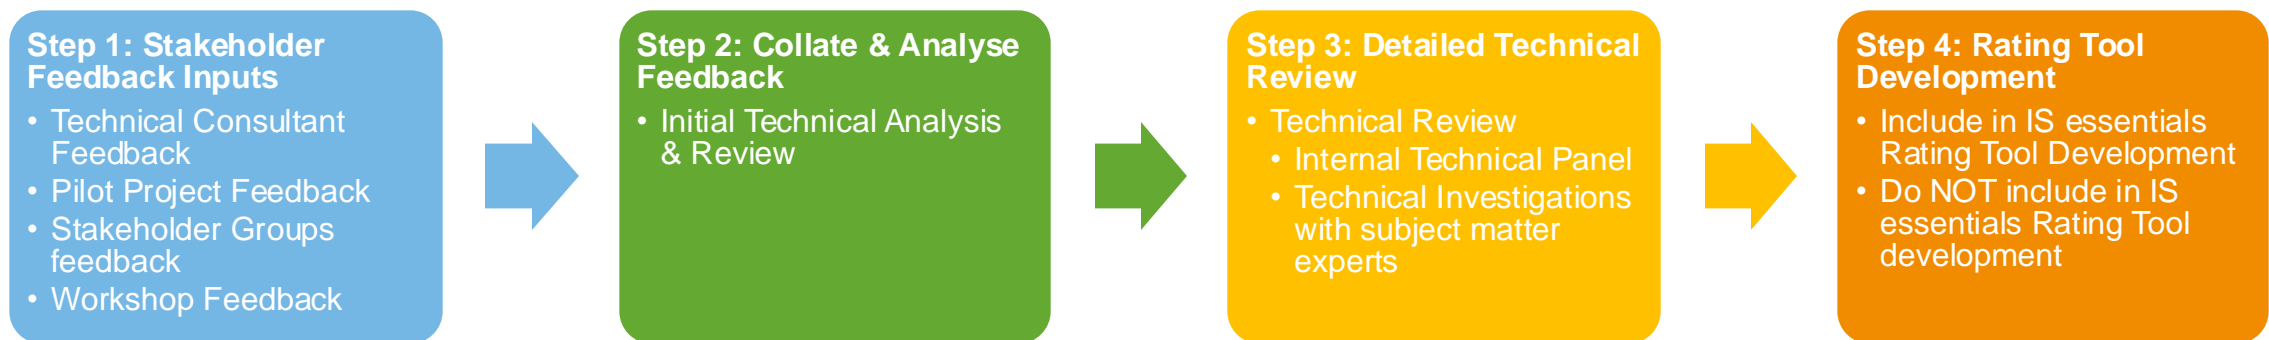 Step 1: Stakeholder
Feedback Inputs
• Technical Consultant
Feedback
• Pilot Project Feedback
• Stakeholder Groups
feedback
• Workshop Feedback
Step 2: Collate & Analyse
Feedback
• Initial Technical Analysis
& Review
Step 3: Detailed Technical
Review
• Technical Review
• Internal Technical Panel
• Technical Investigations
with subject matter
experts
Step 4: Rating Tool
Development
• Include in IS essentials
Rating Tool Development
• Do NOT include in IS
essentials Rating Tool
development